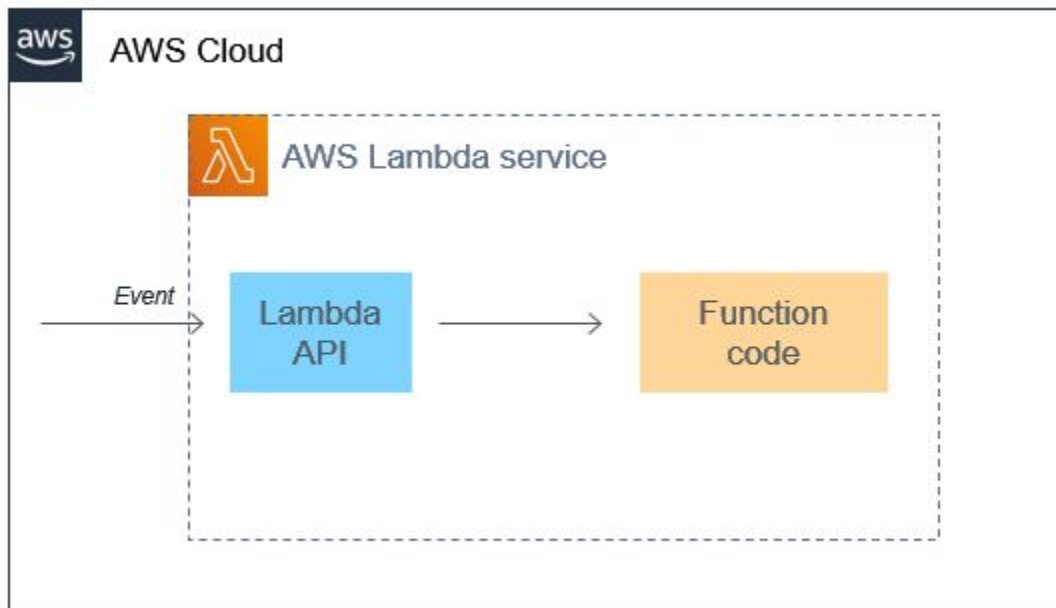 aws
AWS Cloud
AWS Lambda service
Event
Lambda
API
Function
code